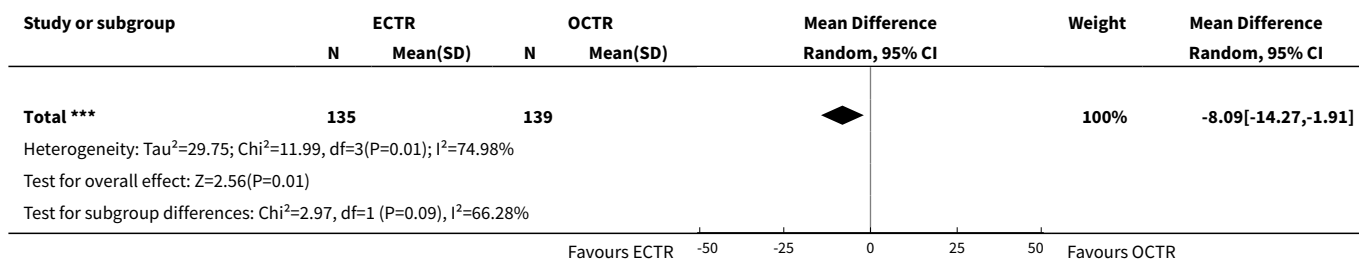 Study or subgroup ECTR OCTR Mean Difference Weight Mean Difference
N Mean(SD) N Mean(SD) Random, 95% CI Random, 95% CI
Total *** 135 139 100% -8.09[-14.27,-1.91]
Heterogeneity: Tau²=29.75; Chi²=11.99, df=3(P=0.01); I²=74.98%
Test for overall effect: Z=2.56(P=0.01)
Test for subgroup differences: Chi²=2.97, df=1 (P=0.09), I²=66.28%
Favours ECTR -50 -25 0 25 50 Favours OCTR